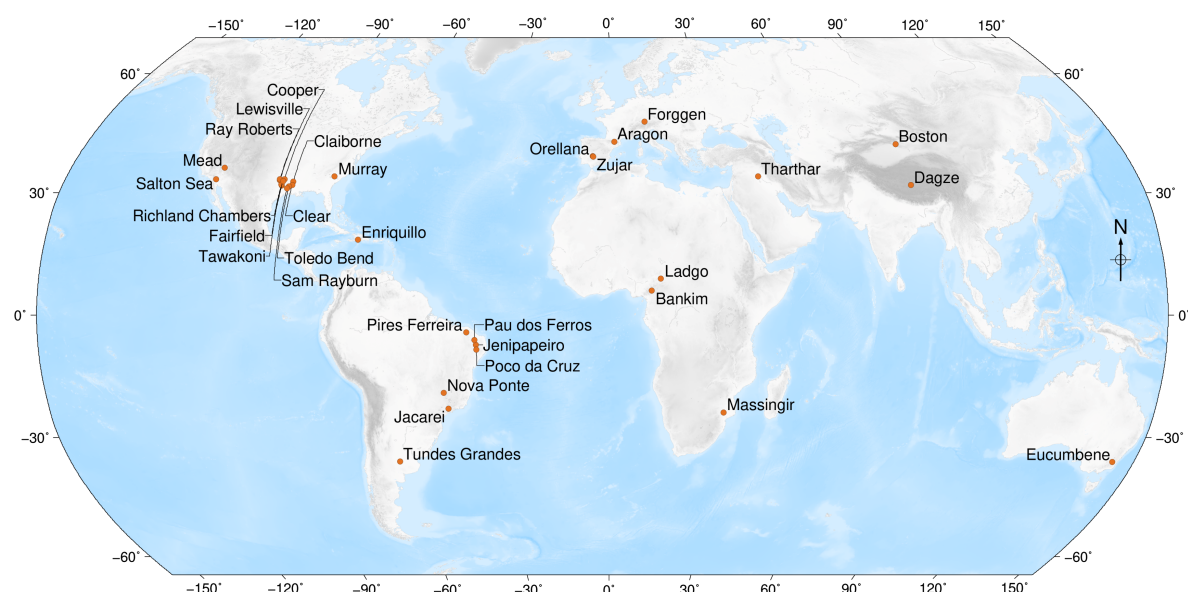 −150˚ −120˚ −90˚ −60˚ −30˚ 0˚ 30˚ 60˚ 90˚ 120˚ 150˚
60˚ 60˚
Cooper
Lewisville
Ray Roberts
Claiborne
Mead
Murray
Salton Sea
30˚ 30˚
Richland Chambers
Clear
Fairfield
Tawakoni
Toledo Bend
Sam Rayburn
Enriquillo
Forggen
Aragon
Orellana
Zujar
Tharthar
Boston
Dagze
N
Ladgo
Bankim
0˚ 0˚
Pires Ferreira
Pau dos Ferros
Jenipapeiro
Poco da Cruz
Nova Ponte
Jacarei
Massingir
−30˚ −30˚
Tundes Grandes
Eucumbene
−60˚ −60˚
−150˚ −120˚ −90˚ −60˚ −30˚ 0˚ 30˚ 60˚ 90˚ 120˚ 150˚